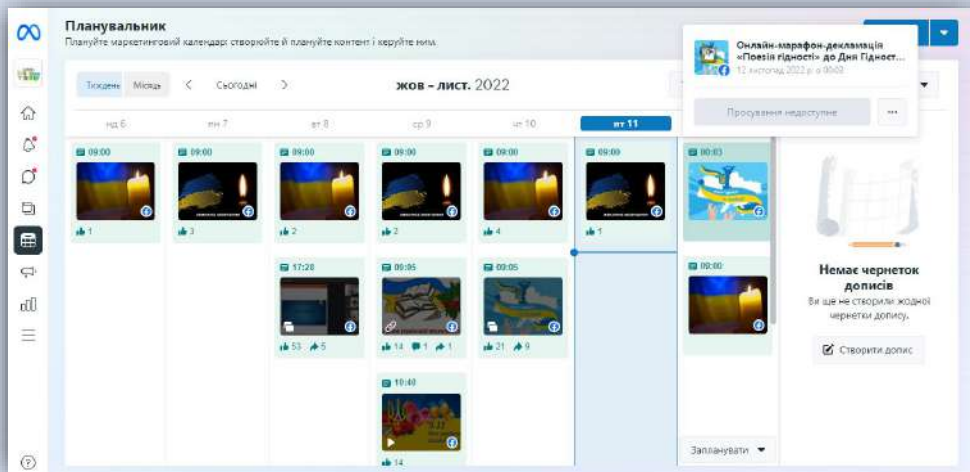 Планувальник
Плануйте маркетинговий календар: створюйте й плануйте контент і керуйте ним.
Онлайн-марафон-декламація
«Поезія гідності» до Дня Гідност...
12 листопад 2022 р. о 00:03
Просування недоступне
Тиждень Місяць Сьогодні жов – лист. 2022
нд 6 пн 7 вт 8 ср 9 чт 10 пт 11
09:00 09:00 09:00 09:00 09:00 09:00 00:03
1 3 2 2 4 1
17:20 09:05 09:05 09:00
53 5 14 1 1 21 9
10:40
14
Немає чернеток
дописів
Ви ще не створили жодної
чернетки допису.
Створити допис
Запланувати